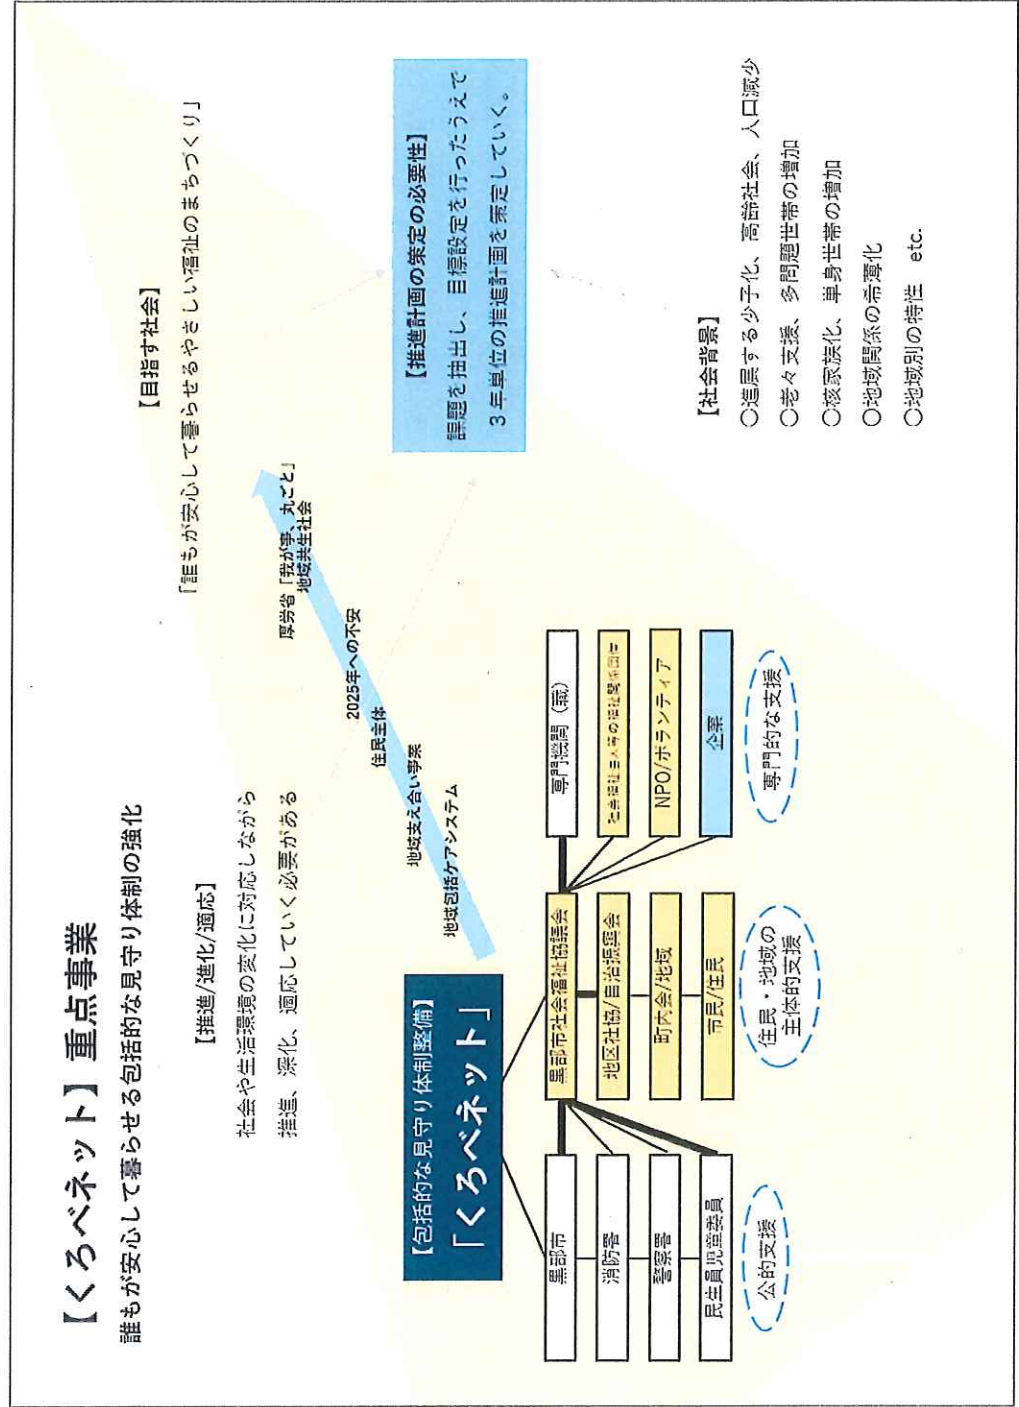 【くろべネット】重点事業
誰もが安心して暮らせる包括的な見守り体制の強化
【推進/進化/適応】
社会や生活環境の変化に対応しながら
推進、深化、適応していく必要がある
【目指す社会】
「誰もが安心して暮らせるやさしい福祉のまちづくり」
厚労省「我が事、丸ごと」
地域共生社会
2025年への不安
住民主体
地域支え合い事業
地域包括ケアシステム
【推進計画の策定の必要性】
課題を抽出し、目標設定を行ったうえで
3年単位の推進計画を策定していく。
【包括的な見守り体制整備】
「くろべネット」
黒部市
消防署
警察署
民生員児童委員
公的支援
黒部市社会福祉協議会
地区社協/自治振興会
町内会/地域
市民/住民
住民・地域の
主体的支援
専門機関（職）
社会福祉法人等の福祉関係団体
NPO/ボランティア
企業
専門的な支援
【社会背景】
○進展する少子化、高齢社会、人口減少
○老々支援、多問題世帯の増加
○核家族化、単身世帯の増加
○地域関係の希薄化
○地域別の特性 etc.